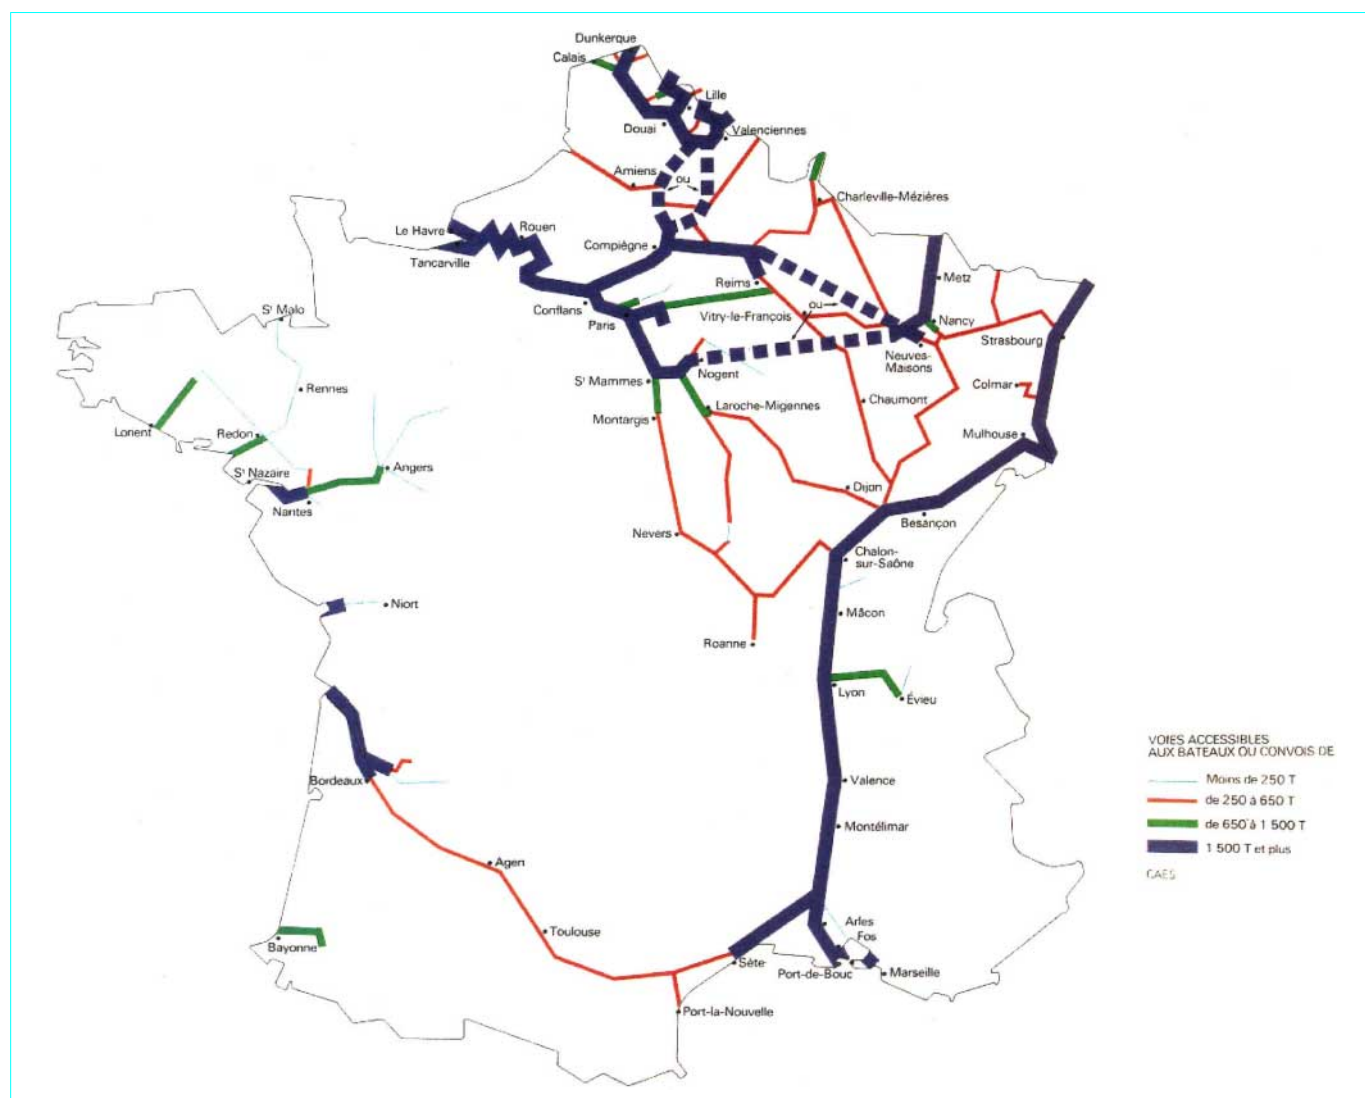 Dunkerque
Calais
Lille
Douai
Valenciennes
Amiens
ou
Charleville-Mézières
Le Havre
Rouen
Tancarville
Compiègne
Metz
Reims
Conflans
Paris
ou
Vitry-le-François
Nancy
Strasbourg
Neuves-
Maisons
St Malo
Rennes
St Mammes
Nogent
Colmar
Chaumont
Laroche-Migennes
Montargis
Lorient
Redon
Mulhouse
St Nazaire
Angers
Nantes
Dijon
Besançon
Nevers
Chalon-
sur-Saône
Niort
Mâcon
Roanne
Lyon
Évieu
Bordeaux
Valence
Montélimar
Agen
Toulouse
Bayonne
Arles
Fos
Sète
Port-de-Bouc
Marseille
Port-la-Nouvelle
VOIES ACCESSIBLES
AUX BATEAUX OU CONVOIS DE
Moins de 250 T
de 250 à 650 T
de 650 à 1 500 T
1 500 T et plus
CAES